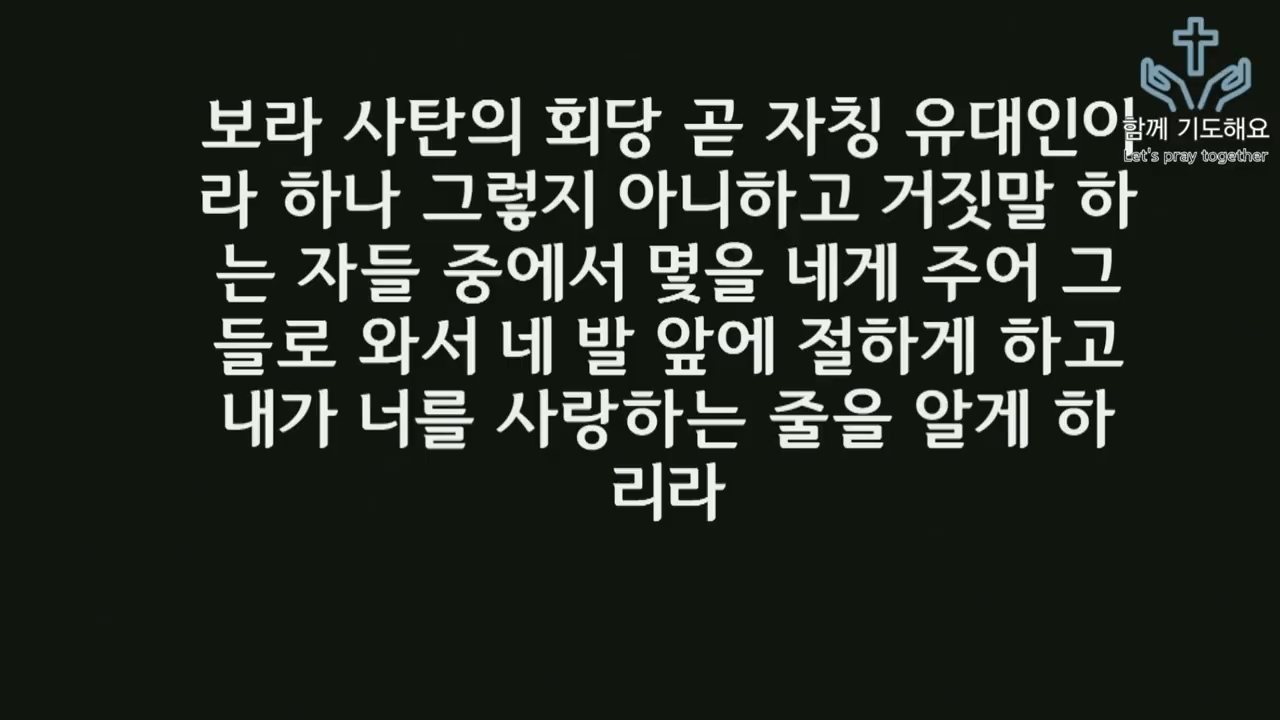 보라 사탄의 회당 곧 자칭 유대인이
라 하나 그렇지 아니하고 거짓말 하
는 자들 중에서 몇을 네게 주어 그
들로 와서 네 발 앞에 절하게 하고
내가 너를 사랑하는 줄을 알게 하
리라
함께 기도해요
Let's pray together